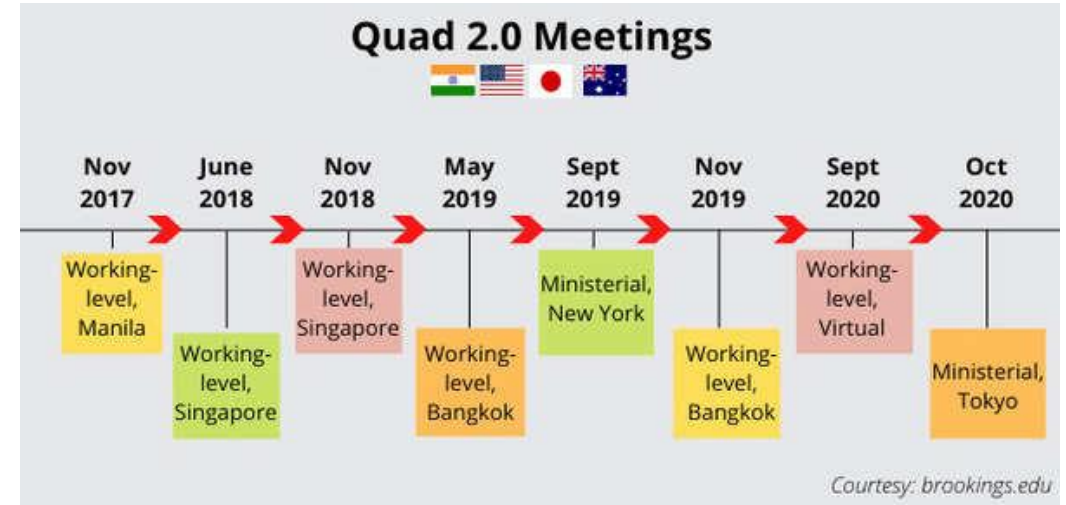 Quad 2.0 Meetings
Nov
2017
June
2018
Nov
2018
May
2019
Sept
2019
Nov
2019
Sept
2020
Oct
2020
Working-
level,
Manila
Working-
level,
Singapore
Working-
level,
Singapore
Working-
level,
Bangkok
Ministerial,
New York
Working-
level,
Bangkok
Working-
level,
Virtual
Ministerial,
Tokyo
Courtesy: brookings.edu